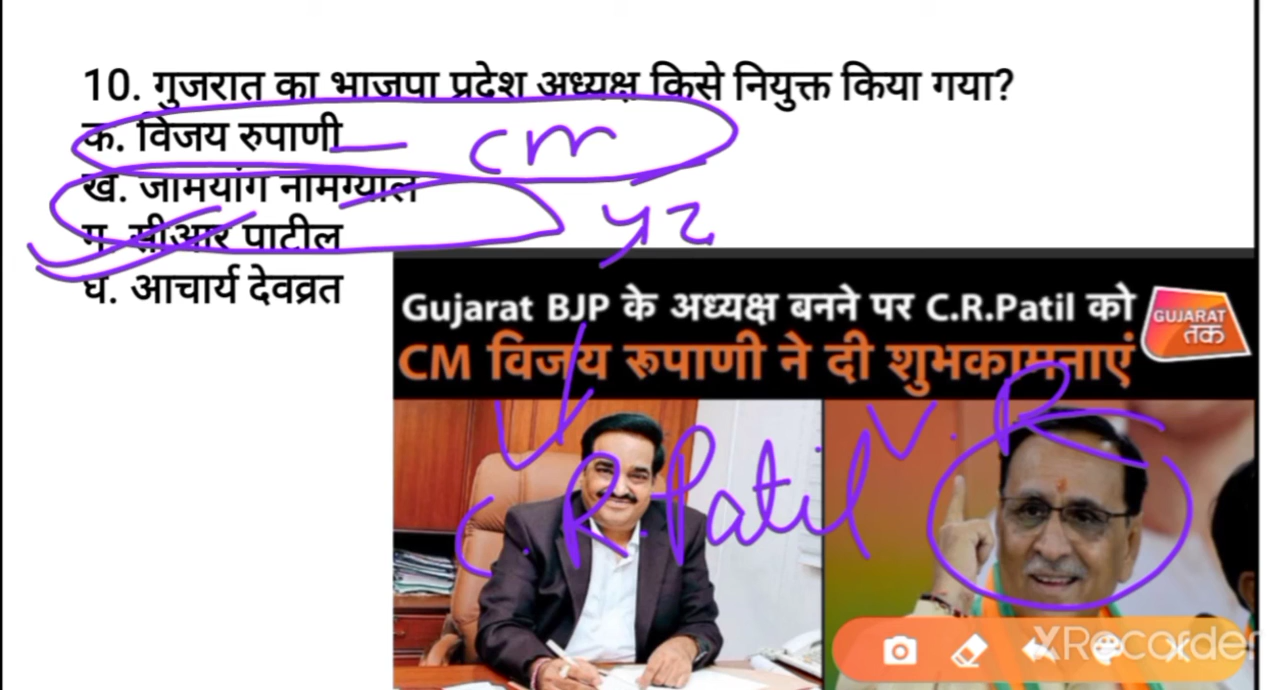 10. गुजरात का भाजपा प्रदेश अध्यक्ष किसे नियुक्त किया गया?
क. विजय रुपाणी — cm
ख. जामयांग नामग्याल
ग. सीआर पाटील
घ. आचार्य देवव्रत
Gujarat BJP के अध्यक्ष बनने पर C.R.Patil को
CM विजय रूपाणी ने दी शुभकामनाएं
GUJARAT
तक
C.R.Patil
V.R
XRecorder